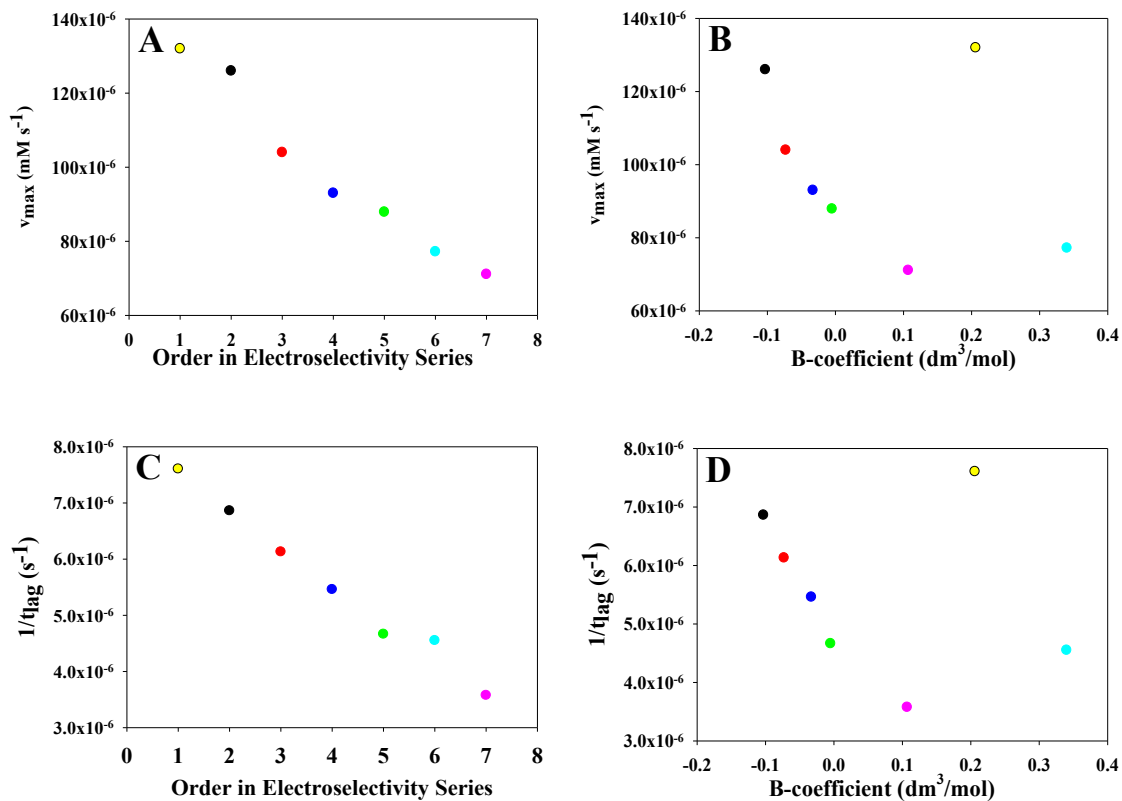 A
140x10⁻⁶
120x10⁻⁶
100x10⁻⁶
80x10⁻⁶
60x10⁻⁶
vmax (mM s⁻¹)
0 1 2 3 4 5 6 7 8
Order in Electroselectivity Series
B
140x10⁻⁶
120x10⁻⁶
100x10⁻⁶
80x10⁻⁶
60x10⁻⁶
vmax (mM s⁻¹)
-0.2 -0.1 0.0 0.1 0.2 0.3 0.4
B-coefficient (dm³/mol)
C
8.0x10⁻⁶
7.0x10⁻⁶
6.0x10⁻⁶
5.0x10⁻⁶
4.0x10⁻⁶
3.0x10⁻⁶
1/tlag (s⁻¹)
0 1 2 3 4 5 6 7 8
Order in Electroselectivity Series
D
8.0x10⁻⁶
7.0x10⁻⁶
6.0x10⁻⁶
5.0x10⁻⁶
4.0x10⁻⁶
3.0x10⁻⁶
1/tlag (s⁻¹)
-0.2 -0.1 0.0 0.1 0.2 0.3 0.4
B-coefficient (dm³/mol)